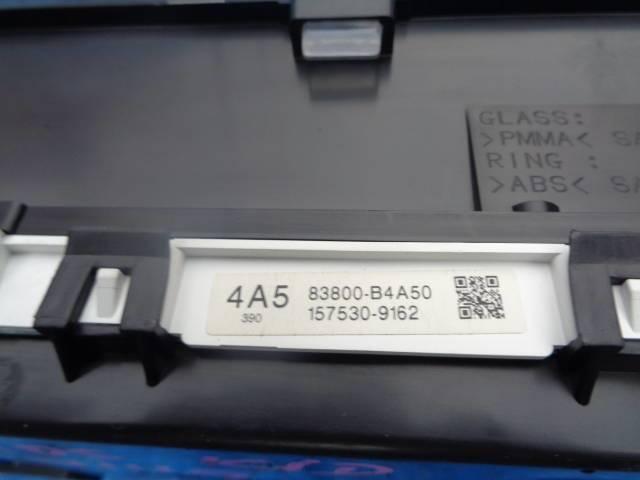 GLASS:
>PMMA<
RING :
>ABS<
4A5 83800-B4A50
390 157530-9162